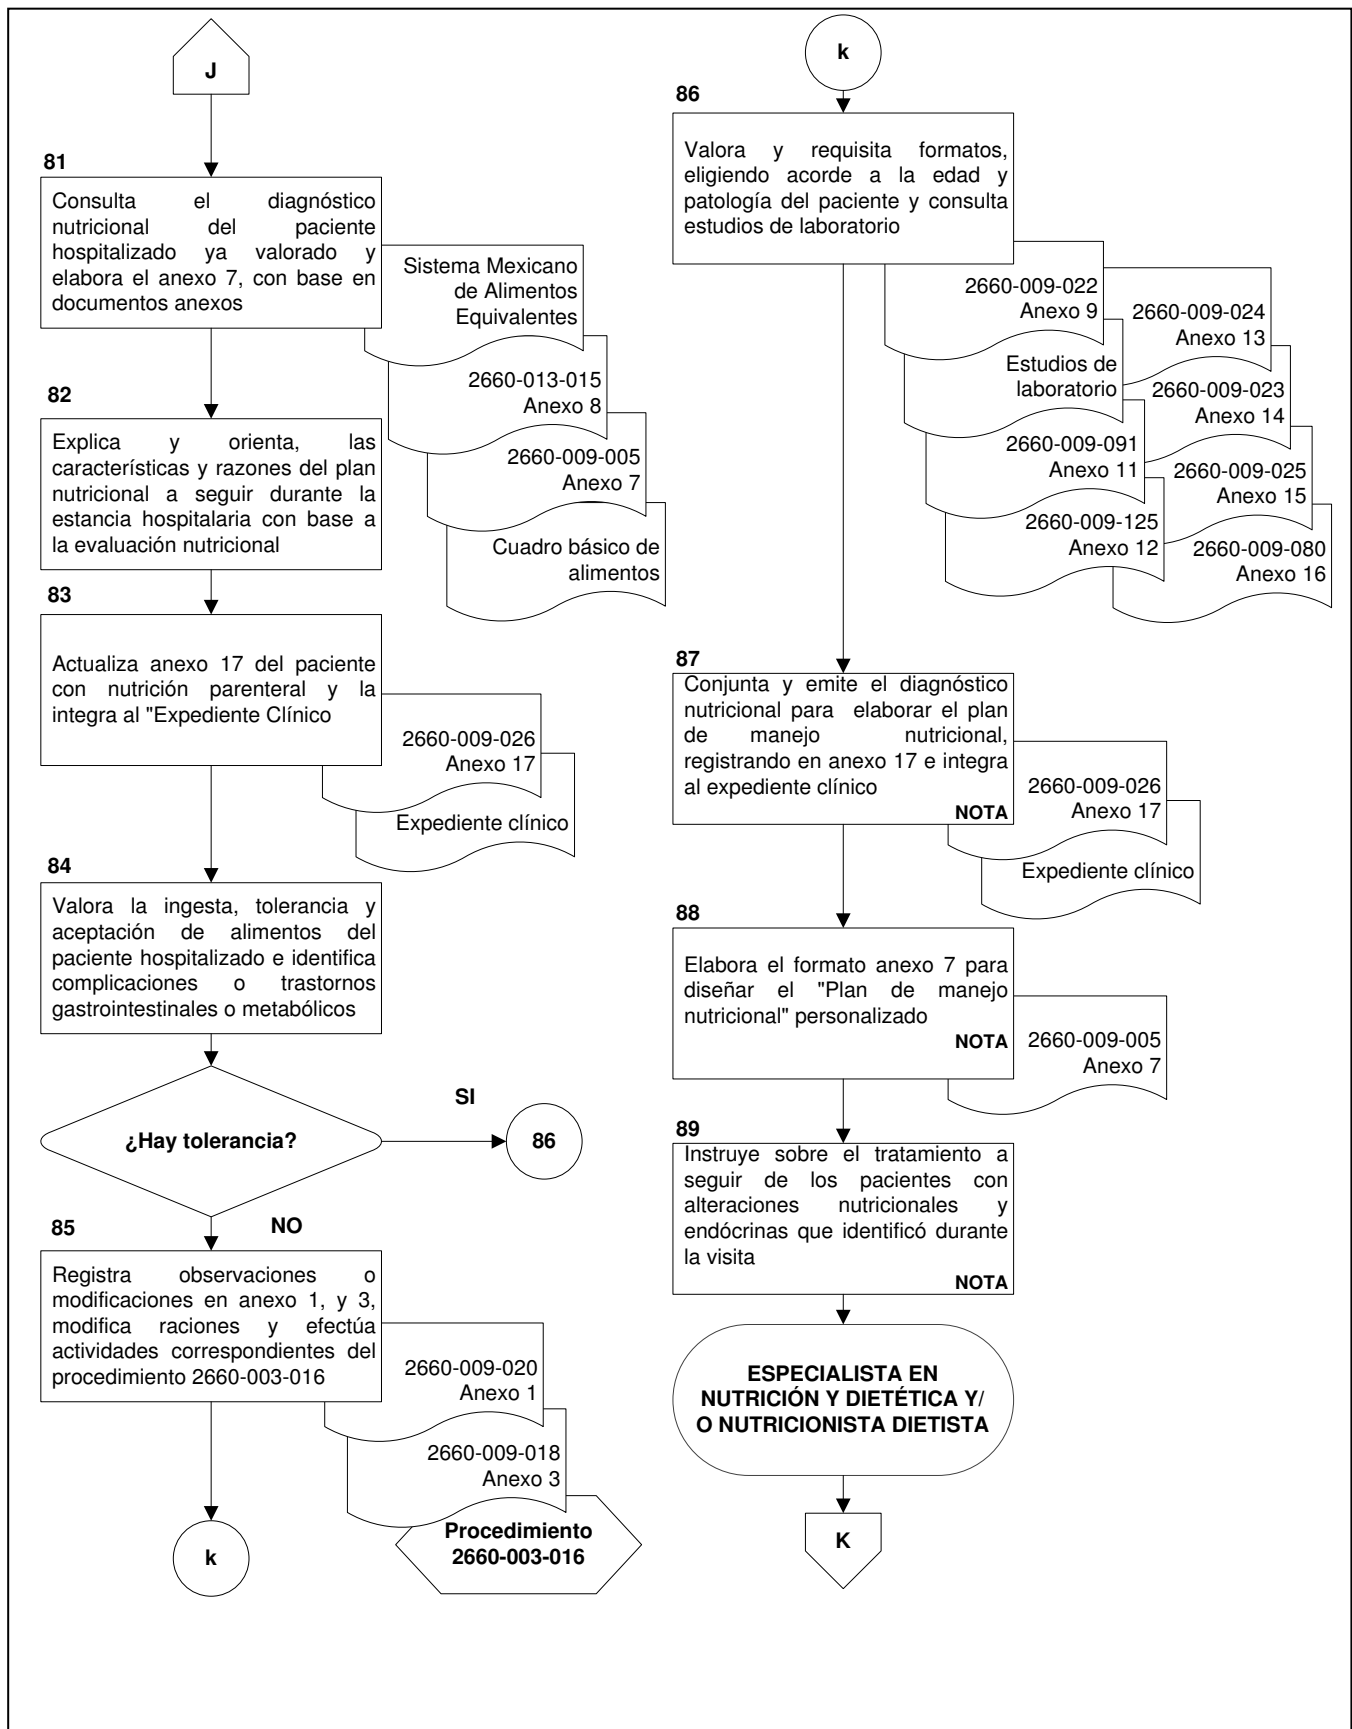 J
81
Consulta el diagnóstico
nutricional del paciente
hospitalizado ya valorado y
elabora el anexo 7, con base en
documentos anexos
Sistema Mexicano
de Alimentos
Equivalentes
2660-013-015
Anexo 8
2660-009-005
Anexo 7
Cuadro básico de
alimentos
82
Explica y orienta, las
características y razones del plan
nutricional a seguir durante la
estancia hospitalaria con base a
la evaluación nutricional
83
Actualiza anexo 17 del paciente
con nutrición parenteral y la
integra al "Expediente Clínico
2660-009-026
Anexo 17
Expediente clínico
84
Valora la ingesta, tolerancia y
aceptación de alimentos del
paciente hospitalizado e identifica
complicaciones o trastornos
gastrointestinales o metabólicos
¿Hay tolerancia?
SI
86
NO
85
Registra observaciones o
modificaciones en anexo 1, y 3,
modifica raciones y efectúa
actividades correspondientes del
procedimiento 2660-003-016
2660-009-020
Anexo 1
2660-009-018
Anexo 3
Procedimiento
2660-003-016
k
k
86
Valora y requisita formatos,
eligiendo acorde a la edad y
patología del paciente y consulta
estudios de laboratorio
2660-009-022
Anexo 9
Estudios de
laboratorio
2660-009-091
Anexo 11
2660-009-125
Anexo 12
2660-009-024
Anexo 13
2660-009-023
Anexo 14
2660-009-025
Anexo 15
2660-009-080
Anexo 16
87
Conjunta y emite el diagnóstico
nutricional para elaborar el plan
de manejo nutricional,
registrando en anexo 17 e integra
al expediente clínico
NOTA
2660-009-026
Anexo 17
Expediente clínico
88
Elabora el formato anexo 7 para
diseñar el "Plan de manejo
nutricional" personalizado
NOTA
2660-009-005
Anexo 7
89
Instruye sobre el tratamiento a
seguir de los pacientes con
alteraciones nutricionales y
endócrinas que identificó durante
la visita
NOTA
ESPECIALISTA EN
NUTRICIÓN Y DIETÉTICA Y/
O NUTRICIONISTA DIETISTA
K